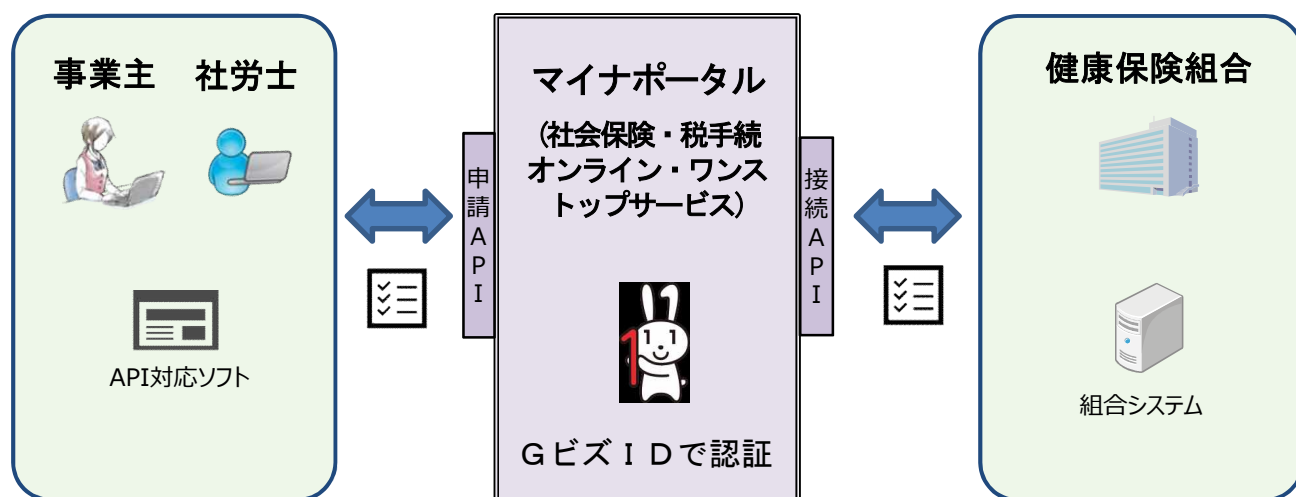 事業主 社労士
API対応ソフト
申請API
マイナポータル
(社会保険・税手続
オンライン・ワンス
トップサービス)
1
GビズIDで認証
接続API
健康保険組合
組合システム